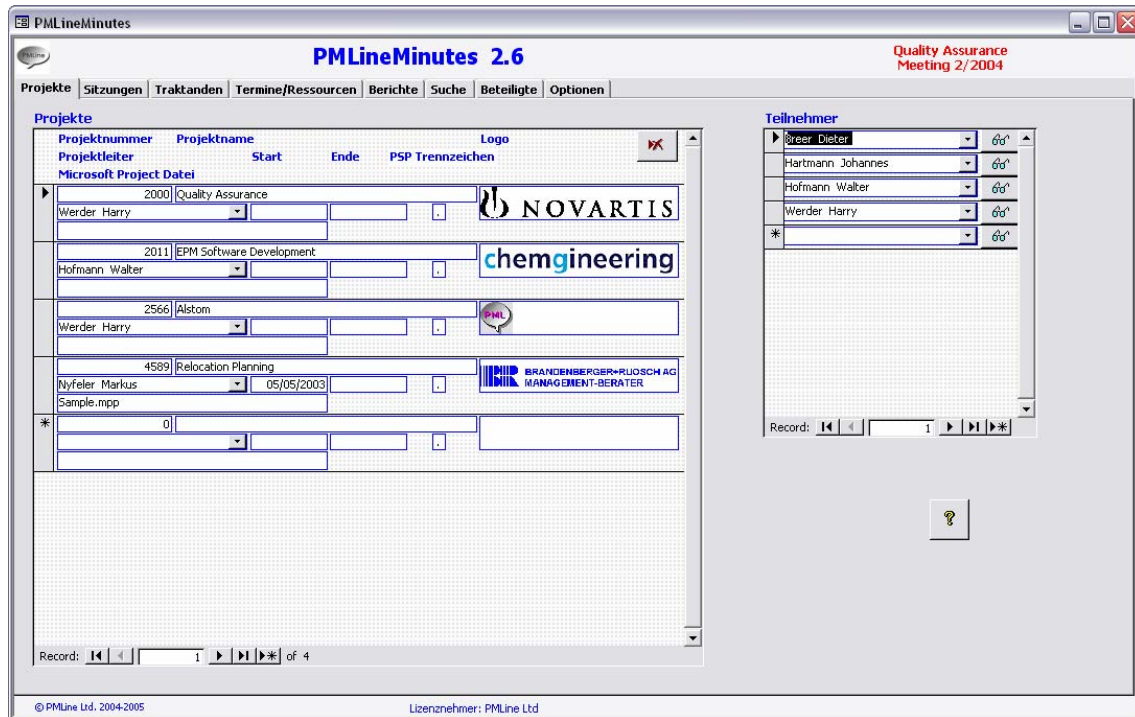 PMLineMinutes
PMLine
PMLineMinutes 2.6
Quality Assurance
Meeting 2/2004
Projekte Sitzungen Traktanden Termine/Ressourcen Berichte Suche Beteiligte Optionen
Projekte
Projektnummer Projektname Logo
Projektleiter Start Ende PSP Trennzeichen
Microsoft Project Datei
2000 Quality Assurance
Werder Harry .
NOVARTIS
2011 EPM Software Development
Hofmann Walter .
chemgineering
2566 Alstom
Werder Harry .
PML
4589 Relocation Planning
Nyfeler Markus 05/05/2003 .
Sample.mpp
BRANDENBERGER+RUOSCH AG
MANAGEMENT-BERATER
0
.
Record: 1 of 4
Teilnehmer
Breer Dieter
Hartmann Johannes
Hofmann Walter
Werder Harry
Record: 1
?
© PMLine Ltd. 2004-2005
Lizenznehmer: PMLine Ltd